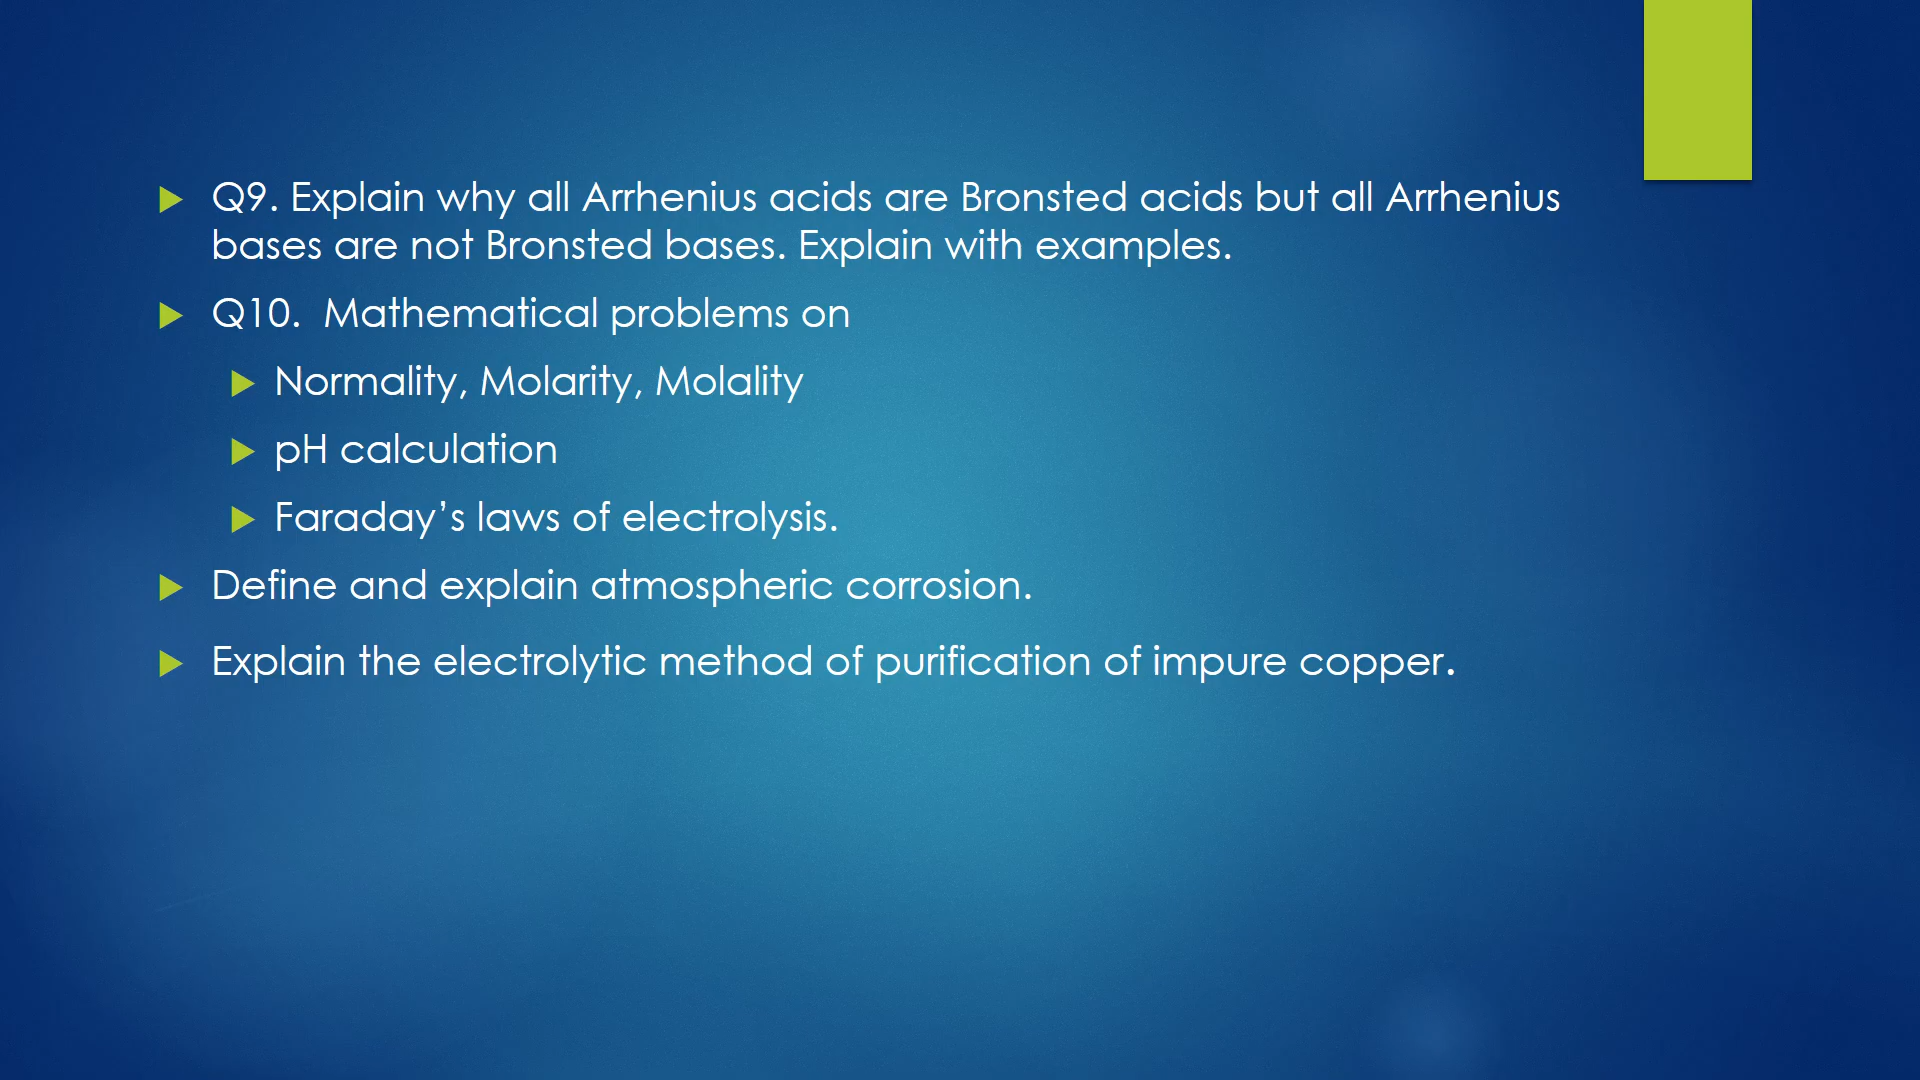 Q9. Explain why all Arrhenius acids are Bronsted acids but all Arrhenius
bases are not Bronsted bases. Explain with examples.
Q10.  Mathematical problems on
Normality, Molarity, Molality
pH calculation
Faraday’s laws of electrolysis.
Define and explain atmospheric corrosion.
Explain the electrolytic method of purification of impure copper.